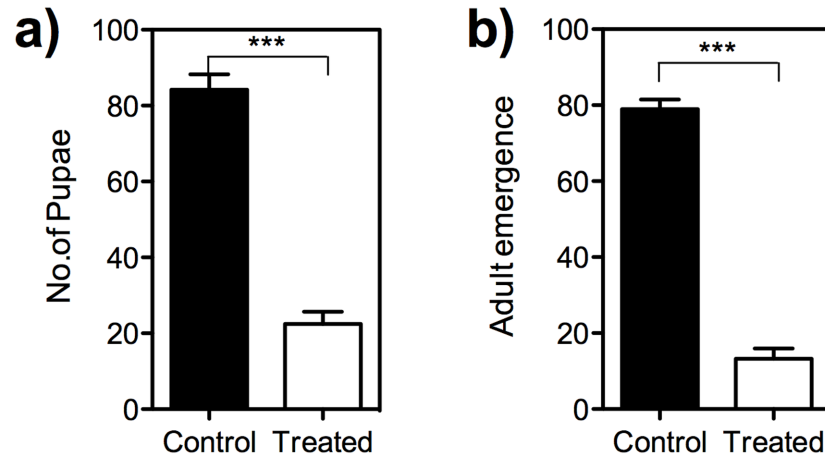 a)
No.of Pupae
100
80
60
40
20
0
***
Control Treated
b)
Adult emergence
100
80
60
40
20
0
***
Control Treated